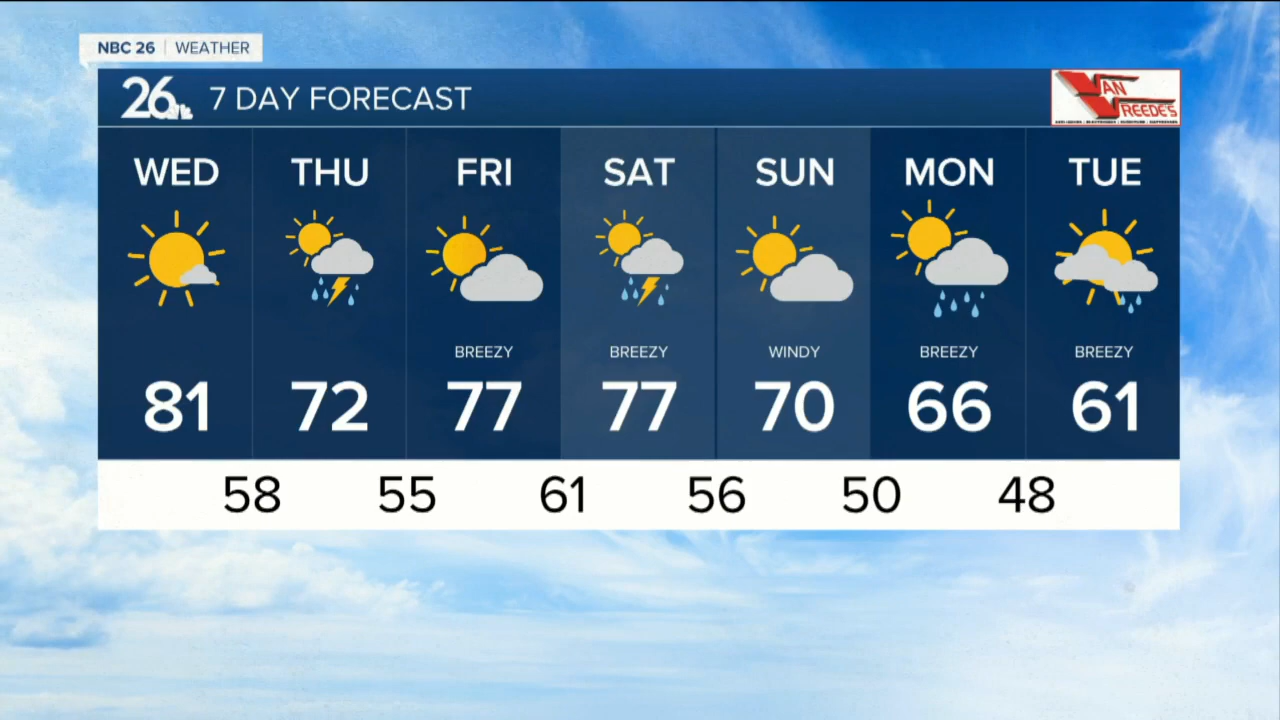 NBC 26 | WEATHER
26 7 DAY FORECAST
VAN VREEDE'S
WED THU FRI SAT SUN MON TUE
BREEZY BREEZY WINDY BREEZY BREEZY
81 72 77 77 70 66 61
58 55 61 56 50 48